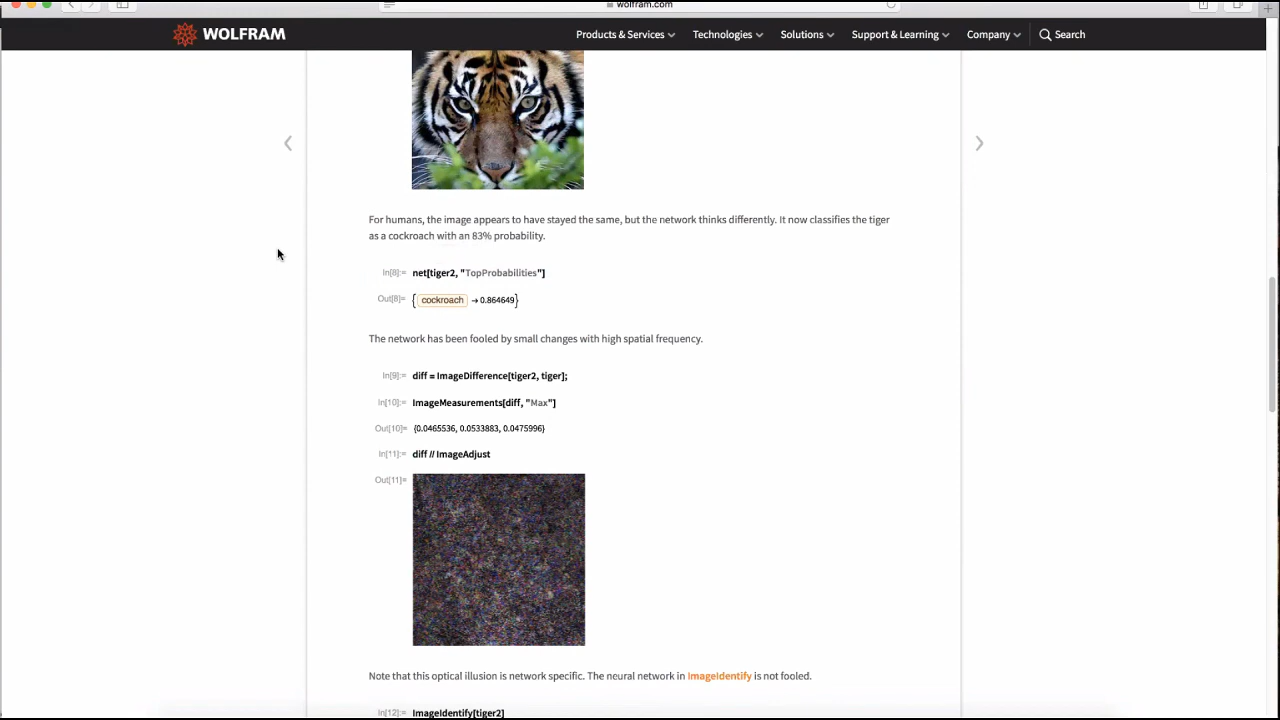 wolfram.com
WOLFRAM
Products & Services
Technologies
Solutions
Support & Learning
Company
Search
For humans, the image appears to have stayed the same, but the network thinks differently. It now classifies the tiger
as a cockroach with an 83% probability.
In[8]:= net[tiger2, "TopProbabilities"]
Out[8]= {cockroach → 0.864649}
The network has been fooled by small changes with high spatial frequency.
In[9]:= diff = ImageDifference[tiger2, tiger];
In[10]:= ImageMeasurements[diff, "Max"]
Out[10]= {0.0465536, 0.0533883, 0.0475996}
In[11]:= diff // ImageAdjust
Out[11]=
Note that this optical illusion is network specific. The neural network in ImageIdentify is not fooled.
In[12]:= ImageIdentify[tiger2]